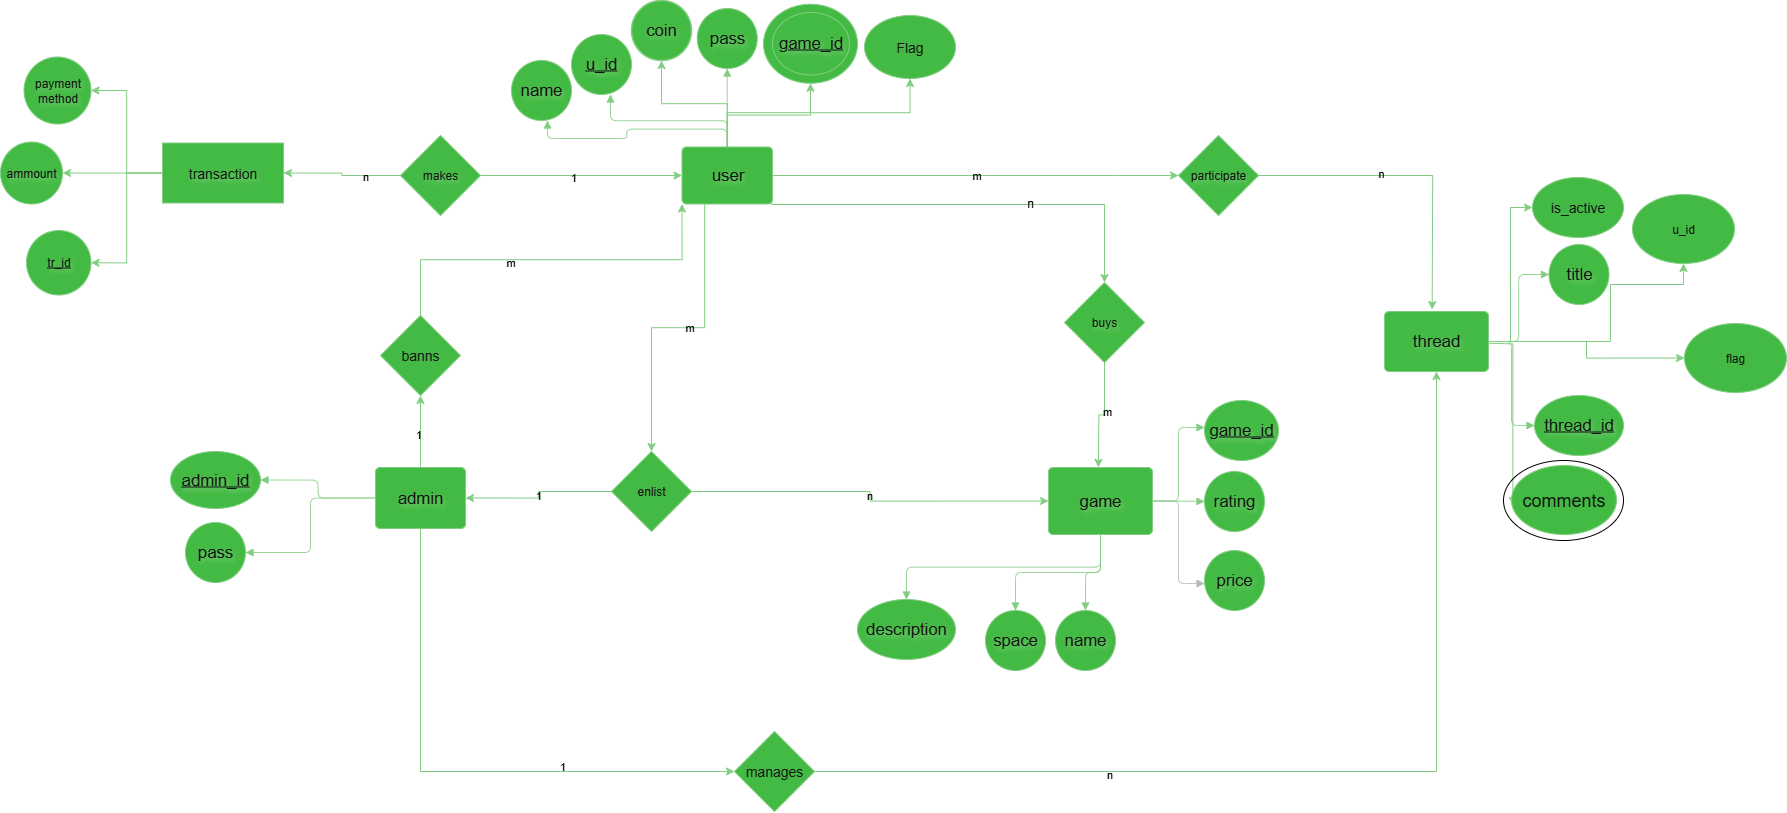 coin
pass
game_id
Flag
u_id
name
payment
method
ammount
tr_id
transaction
n
makes
1
user
m
participate
n
n
is_active
u_id
title
thread
flag
thread_id
comments
m
banns
1
m
buys
m
admin_id
pass
admin
1
enlist
n
game
game_id
rating
price
description
space
name
1
manages
n